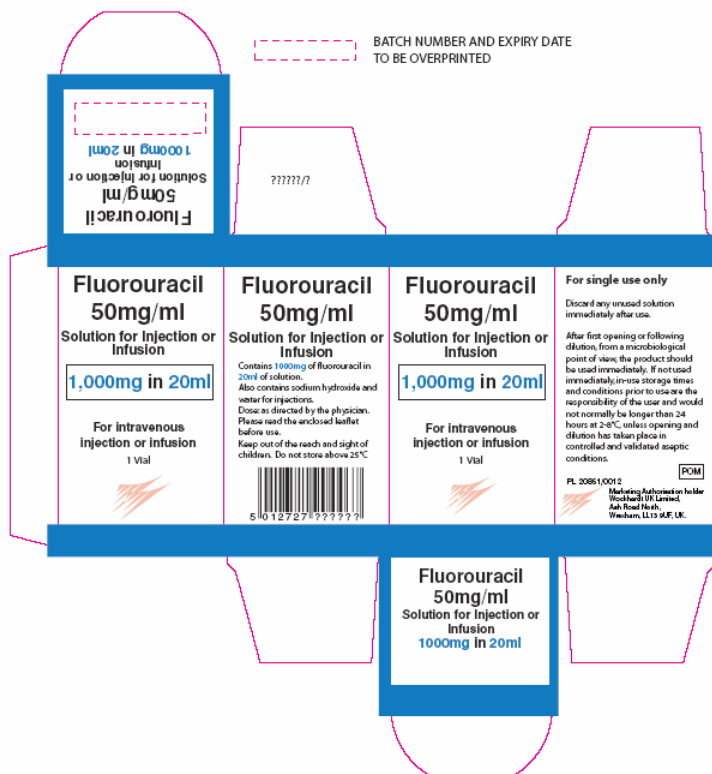 BATCH NUMBER AND EXPIRY DATE
TO BE OVERPRINTED
Fluorouracil
50mg/ml
Solution for Injection or
Infusion
1000mg in 20ml
??????/?
Fluorouracil
50mg/ml
Solution for Injection or
Infusion
1,000mg in 20ml
For intravenous
injection or infusion
1 Vial
Fluorouracil
50mg/ml
Solution for Injection or
Infusion
Contains 1000mg of fluorouracil in
20ml of solution.
Also contains sodium hydroxide and
water for injections.
Dose: as directed by the physician.
Please read the enclosed leaflet
before use.
Keep out of the reach and sight of
children. Do not store above 25°C
5 012727 ??????
Fluorouracil
50mg/ml
Solution for Injection or
Infusion
1,000mg in 20ml
For intravenous
injection or infusion
1 Vial
For single use only
Discard any unused solution
immediately after use.
After first opening or following
dilution, from a microbiological
point of view, the product should
be used immediately. If not used
immediately, in-use storage times
and conditions prior to use are the
responsibility of the user and would
not normally be longer than 24
hours at 2-8°C, unless opening and
dilution has taken place in
controlled and validated aseptic
conditions.
POM
PL 20851/0012
Marketing Authorisation holder
Wockhardt UK Limited,
Ash Road North,
Wrexham, LL13 9UF, UK.
Fluorouracil
50mg/ml
Solution for Injection or
Infusion
1000mg in 20ml